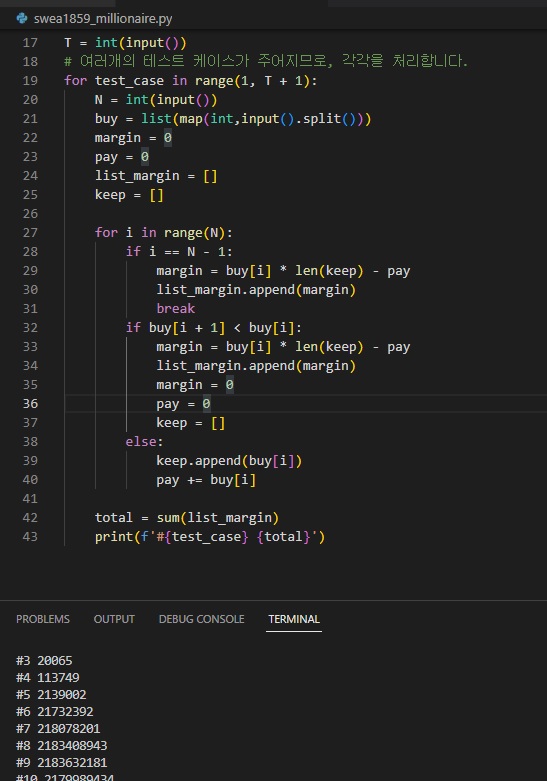 swea1859_millionaire.py
17 T = int(input())
18 # 여러개의 테스트 케이스가 주어지므로, 각각을 처리합니다.
19 for test_case in range(1, T + 1):
20     N = int(input())
21     buy = list(map(int,input().split()))
22     margin = 0
23     pay = 0
24     list_margin = []
25     keep = []
26
27     for i in range(N):
28         if i == N - 1:
29             margin = buy[i] * len(keep) - pay
30             list_margin.append(margin)
31             break
32         if buy[i + 1] < buy[i]:
33             margin = buy[i] * len(keep) - pay
34             list_margin.append(margin)
35             margin = 0
36             pay = 0
37             keep = []
38         else:
39             keep.append(buy[i])
40             pay += buy[i]
41
42     total = sum(list_margin)
43     print(f'#{test_case} {total}')
PROBLEMS OUTPUT DEBUG CONSOLE TERMINAL
#3 20065
#4 113749
#5 2139002
#6 21732392
#7 218078201
#8 2183408943
#9 2183632181
#10 2179989434